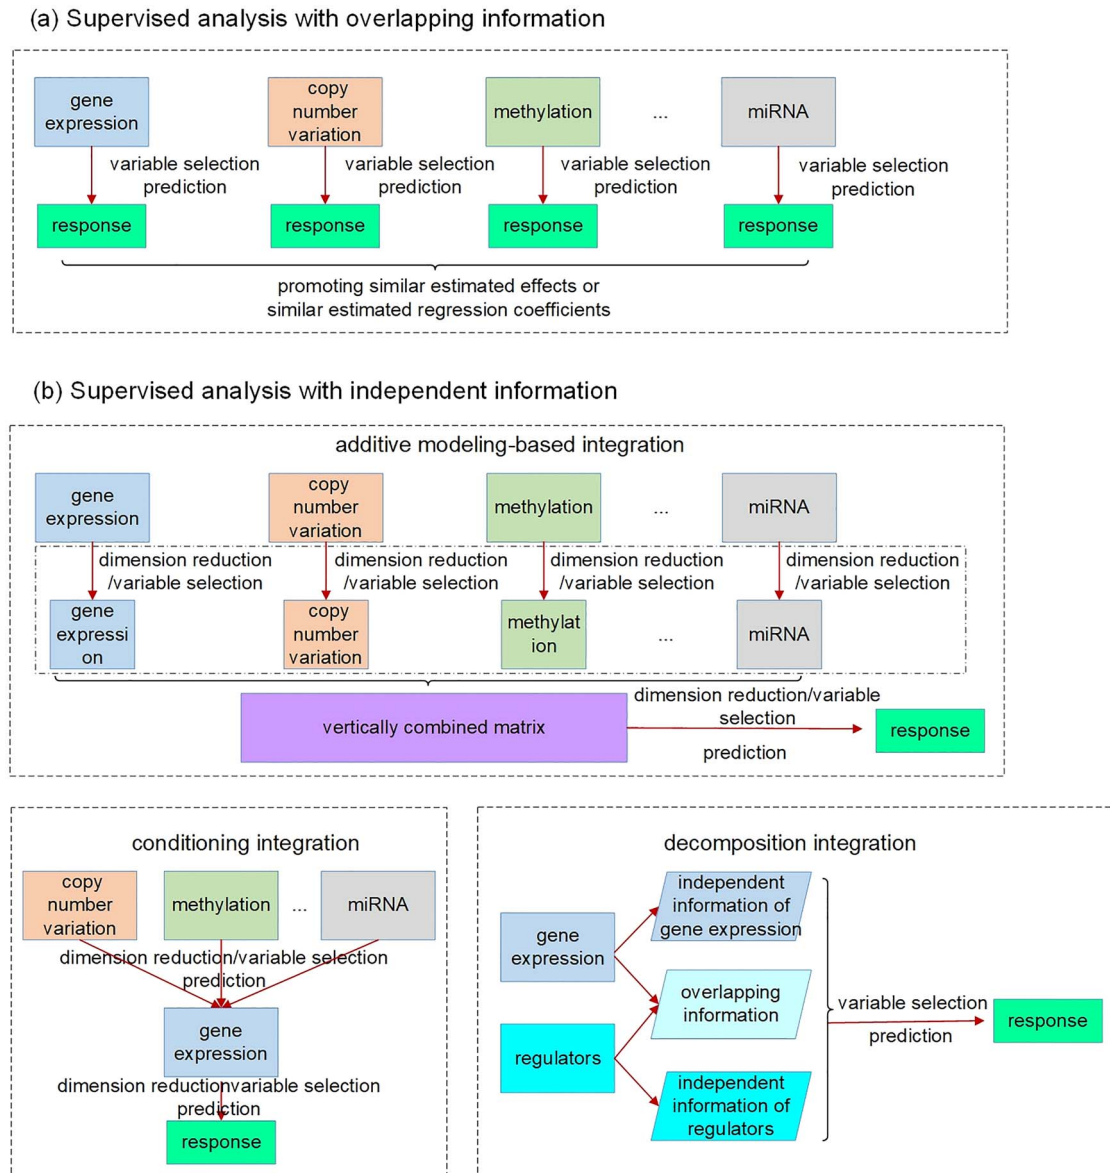 (a) Supervised analysis with overlapping information
gene
expression
copy
number
variation
methylation
...
miRNA
variable selection
prediction
variable selection
prediction
variable selection
prediction
variable selection
prediction
response
response
response
response
promoting similar estimated effects or
similar estimated regression coefficients
(b) Supervised analysis with independent information
additive modeling-based integration
gene
expression
copy
number
variation
methylation
...
miRNA
dimension reduction
/variable selection
dimension reduction
/variable selection
dimension reduction
/variable selection
dimension reduction
/variable selection
gene
expressi
on
copy
number
variation
methylat
ion
...
miRNA
vertically combined matrix
dimension reduction/variable
selection
prediction
response
conditioning integration
copy
number
variation
methylation
...
miRNA
dimension reduction/variable selection
prediction
gene
expression
dimension reductionvariable selection
prediction
response
decomposition integration
gene
expression
regulators
independent
information of
gene expression
overlapping
information
independent
information of
regulators
variable selection
prediction
response